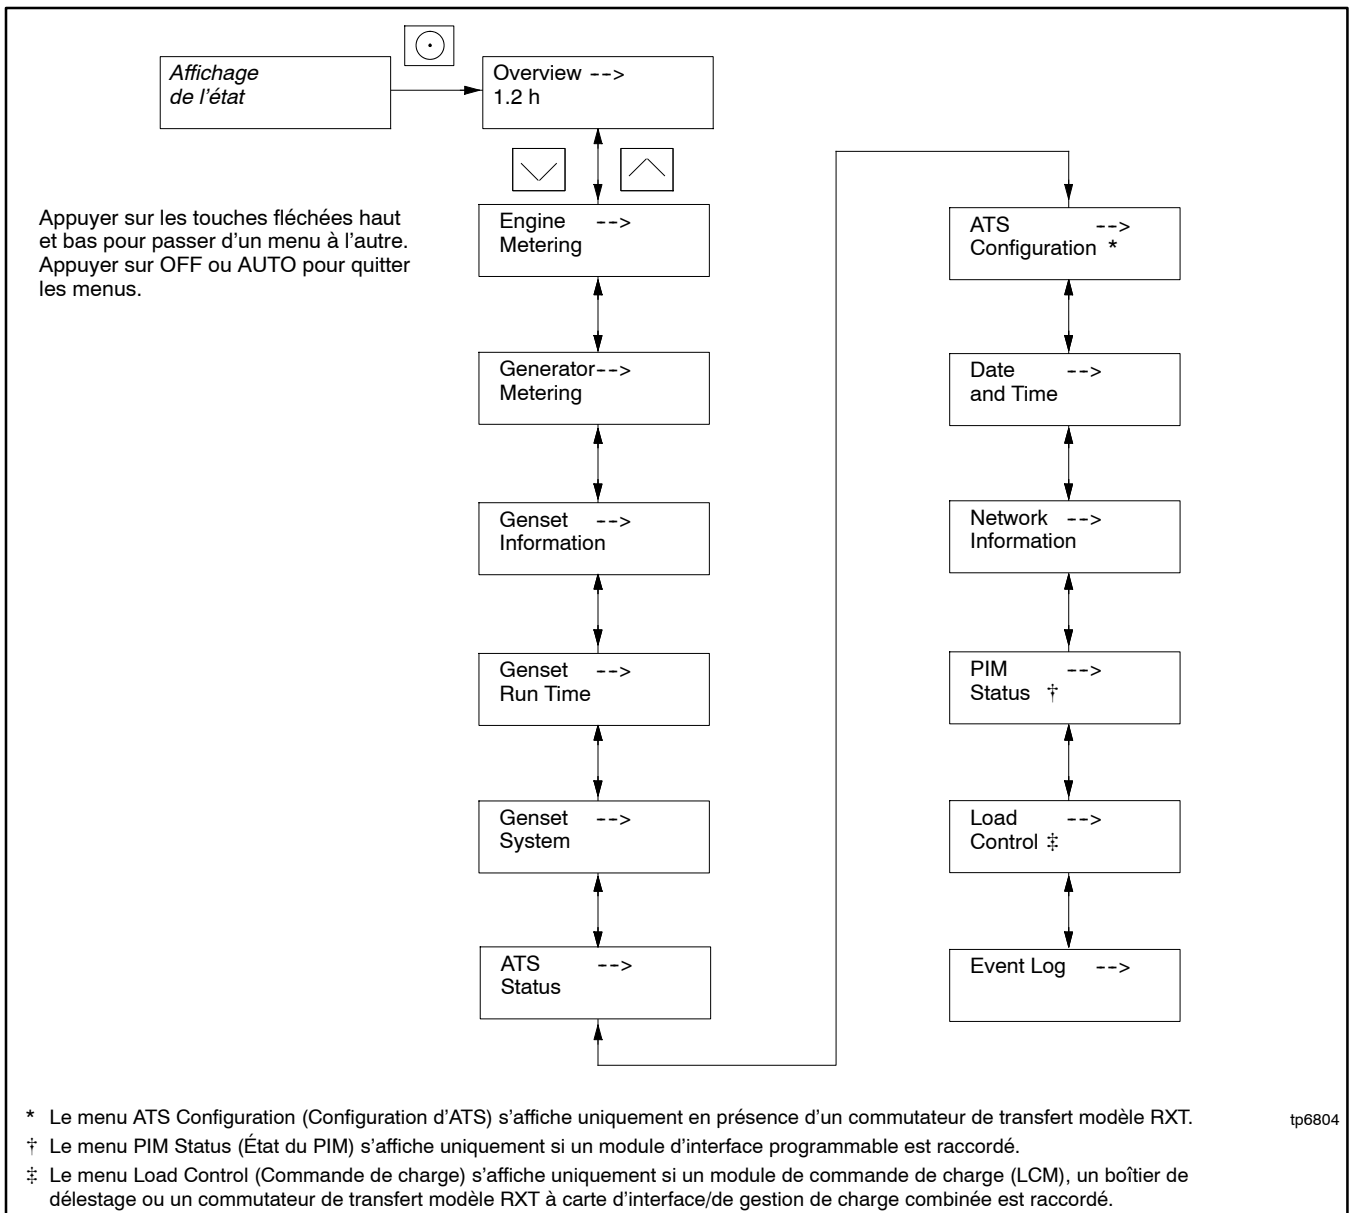 Affichage
de l'état
Overview -->
1.2 h
Appuyer sur les touches fléchées haut
et bas pour passer d'un menu à l'autre.
Appuyer sur OFF ou AUTO pour quitter
les menus.
Engine -->
Metering
Generator-->
Metering
Genset -->
Information
Genset -->
Run Time
Genset -->
System
ATS -->
Status
ATS -->
Configuration *
Date -->
and Time
Network -->
Information
PIM -->
Status †
Load -->
Control ‡
Event Log -->
* Le menu ATS Configuration (Configuration d'ATS) s'affiche uniquement en présence d'un commutateur de transfert modèle RXT.
tp6804
† Le menu PIM Status (État du PIM) s'affiche uniquement si un module d'interface programmable est raccordé.
‡ Le menu Load Control (Commande de charge) s'affiche uniquement si un module de commande de charge (LCM), un boîtier de
délestage ou un commutateur de transfert modèle RXT à carte d'interface/de gestion de charge combinée est raccordé.